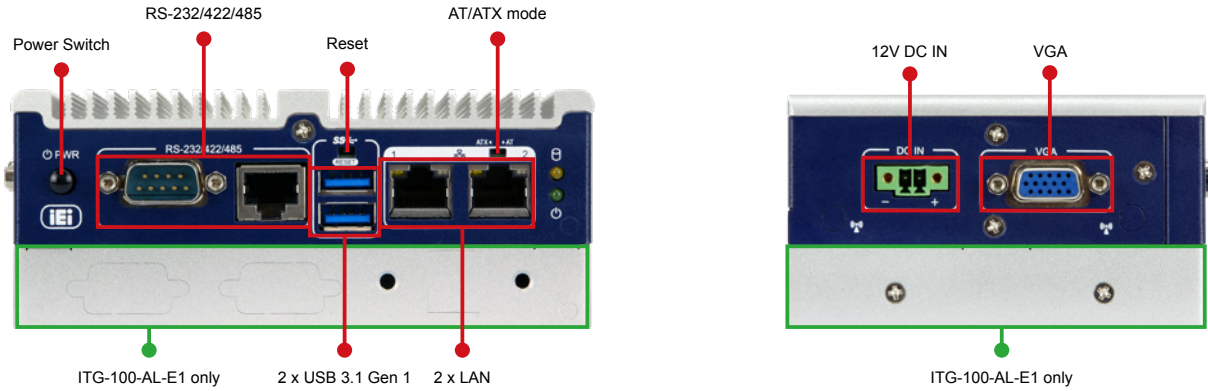 RS-232/422/485
AT/ATX mode
Power Switch
Reset
12V DC IN
VGA
PWR
RS-232/422/485
SS
RESET
1
ATX
AT
2
iEi
DC IN
- +
VGA
ITG-100-AL-E1 only
2 x USB 3.1 Gen 1
2 x LAN
ITG-100-AL-E1 only